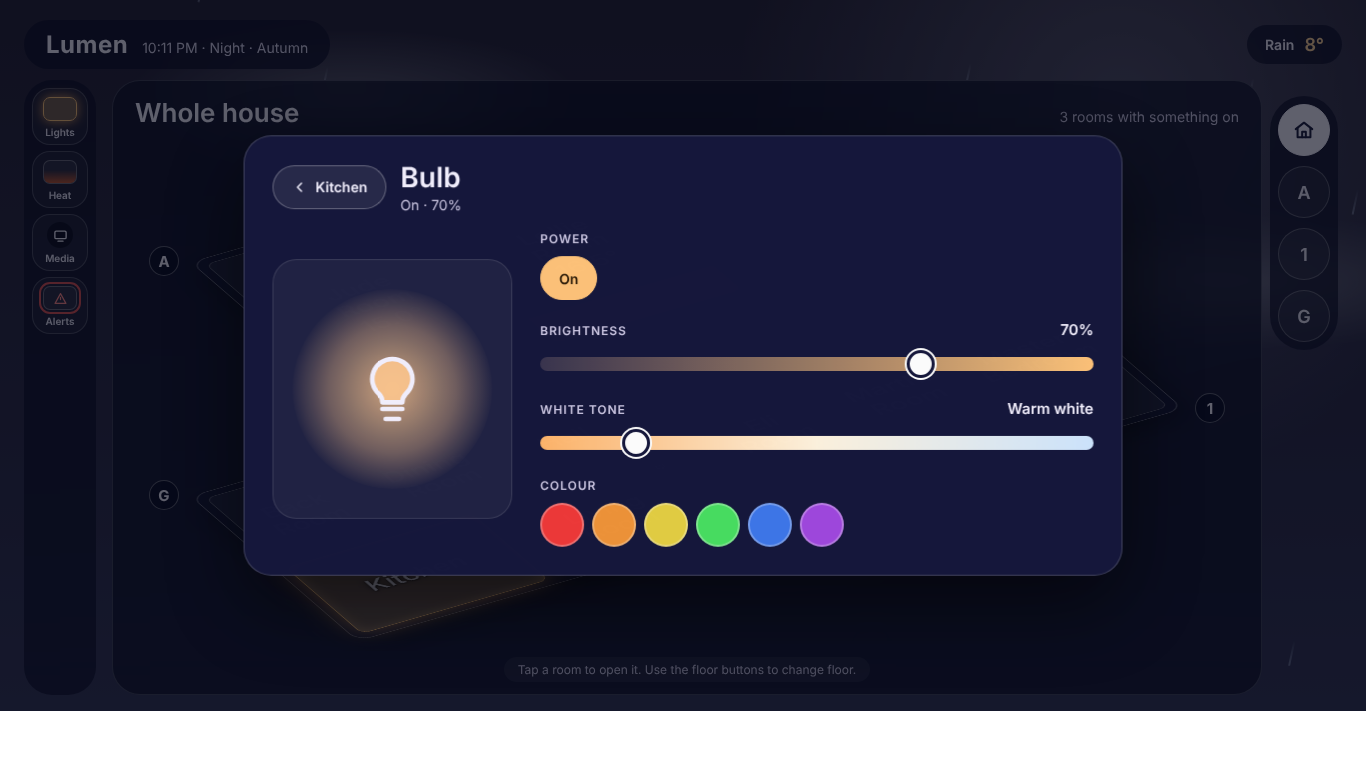 Lumen
10:11 PM · Night · Autumn
Rain 8°
Lights
Heat
Media
Alerts
Whole house
3 rooms with something on
A
1
G
A
G
1
Kitchen
Bulb
On · 70%
POWER
On
BRIGHTNESS
70%
WHITE TONE
Warm white
COLOUR
Tap a room to open it. Use the floor buttons to change floor.